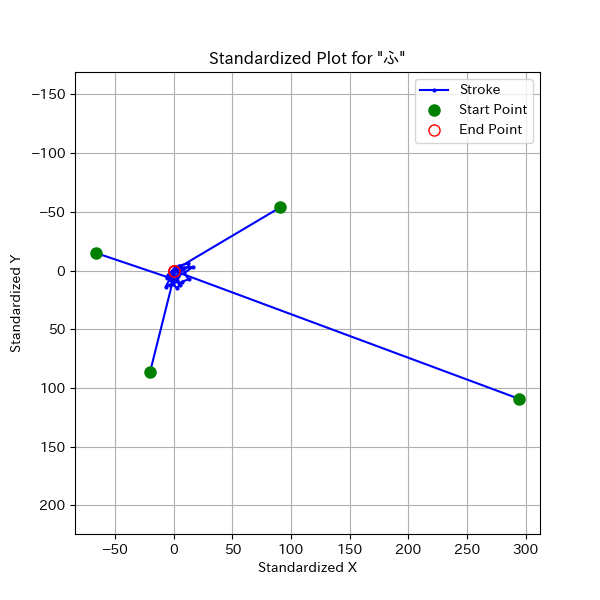 Standardized Plot for "ふ"
Stroke
Start Point
End Point
Standardized Y
−150
−100
−50
0
50
100
150
200
−50 0 50 100 150 200 250 300
Standardized X